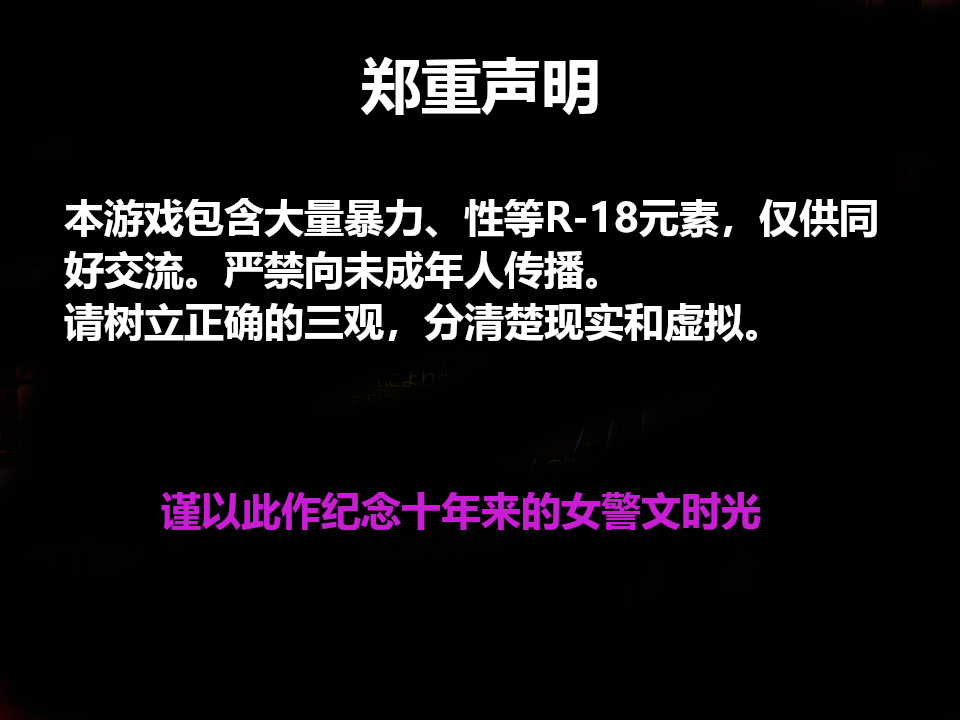 郑重声明
本游戏包含大量暴力、性等R-18元素，仅供同
好交流。严禁向未成年人传播。
请树立正确的三观，分清楚现实和虚拟。
により
谨以此作纪念十年来的女警文时光